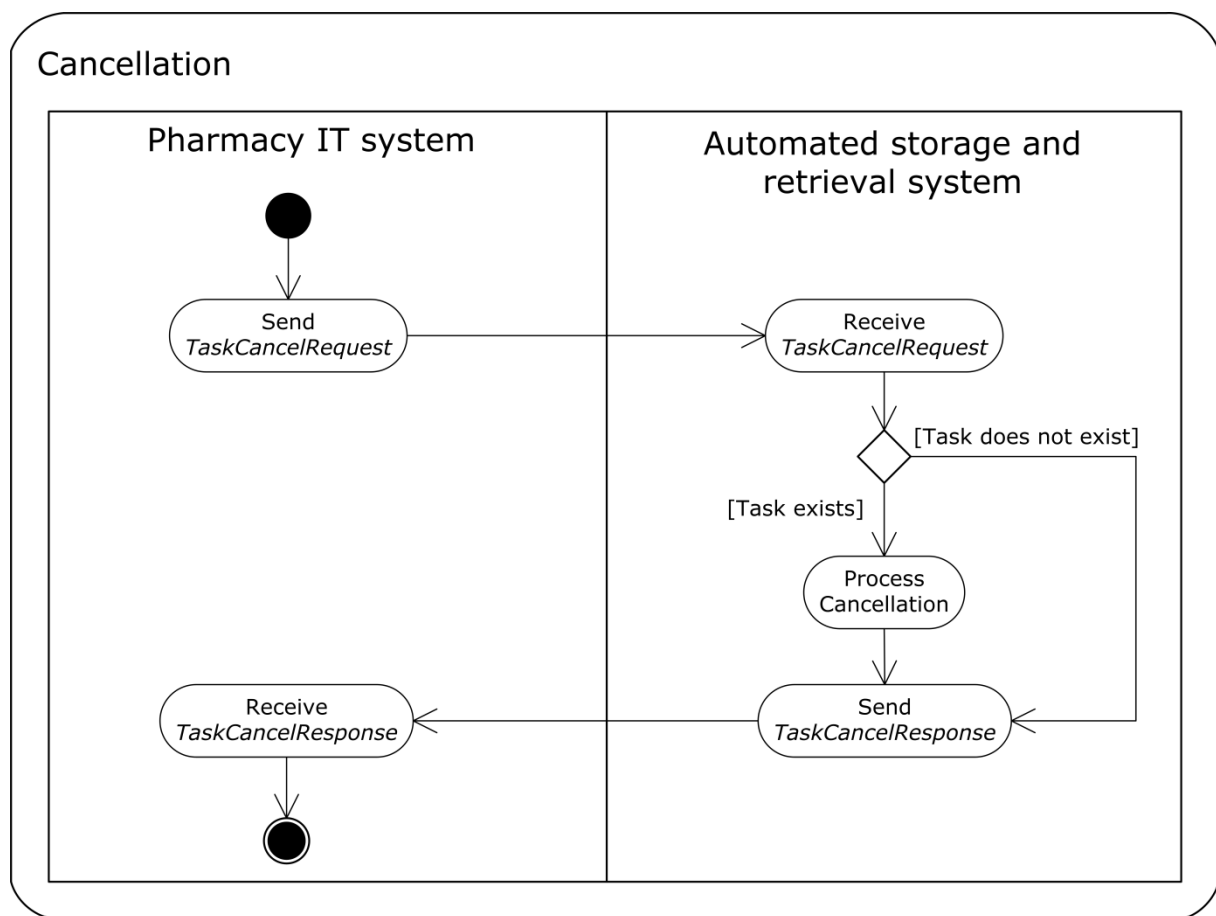 Cancellation
Pharmacy IT system
Automated storage and
retrieval system
Send
TaskCancelRequest
Receive
TaskCancelRequest
[Task does not exist]
[Task exists]
Process
Cancellation
Receive
TaskCancelResponse
Send
TaskCancelResponse